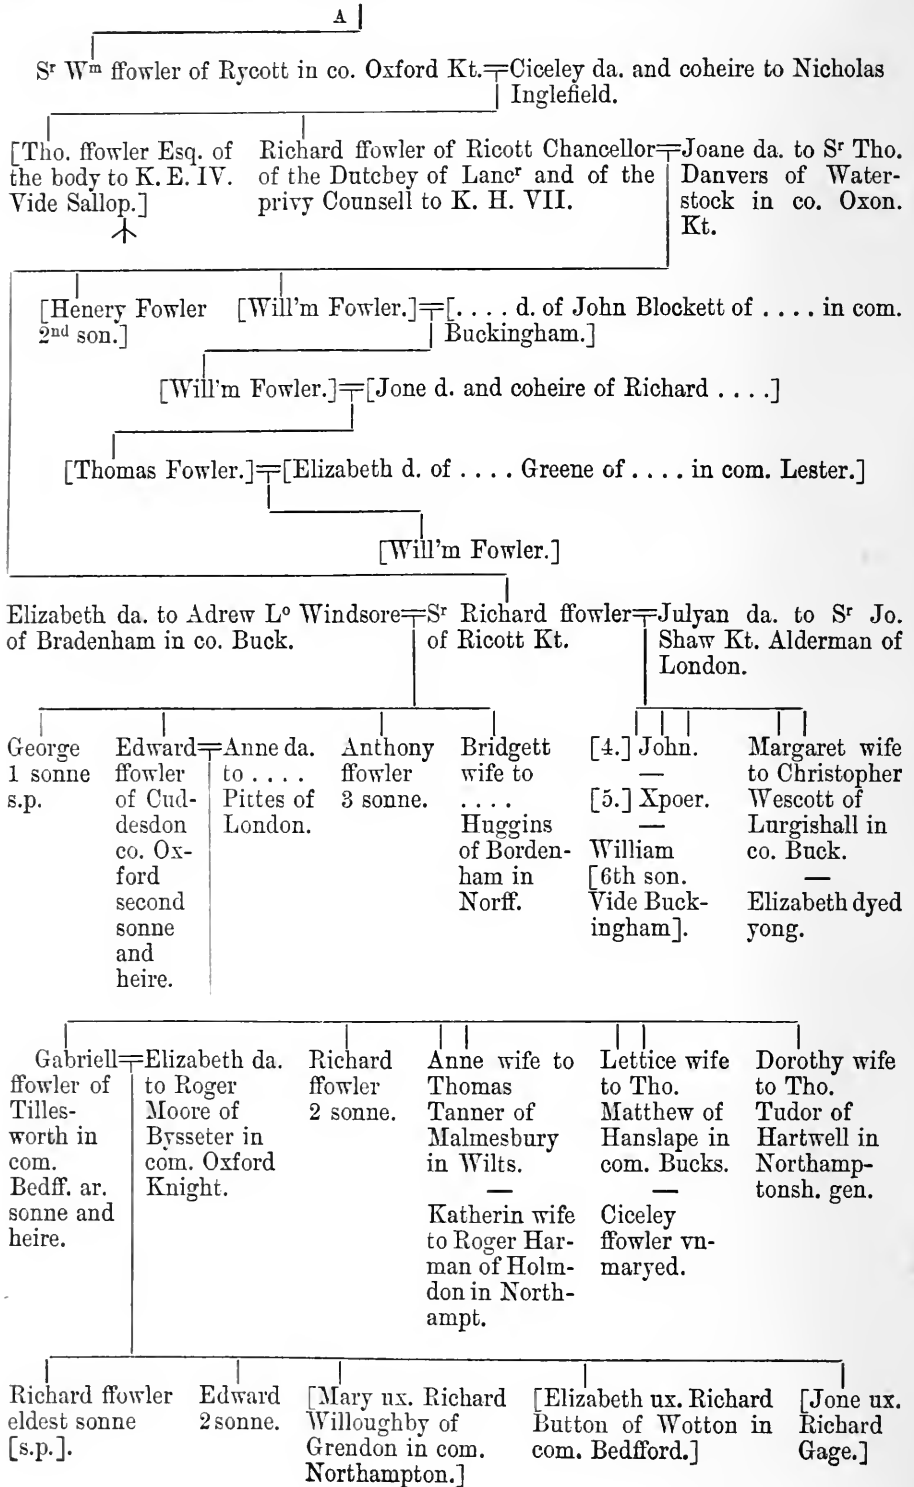 A
Sʳ Wᵐ ffowler of Rycott in co. Oxford Kt.=Ciceley da. and coheire to Nicholas
Inglefield.
[Tho. ffowler Esq. of
the body to K. E. IV.
Vide Sallop.]
Richard ffowler of Ricott Chancellor
of the Dutchey of Lancʳ and of the
privy Counsell to K. H. VII.
=Joane da. to Sʳ Tho.
Danvers of Water-
stock in co. Oxon.
Kt.
[Henery Fowler
2ⁿᵈ son.]
[Will'm Fowler.]=[. . . . d. of John Blockett of . . . . in com.
Buckingham.]
[Will'm Fowler.]=[Jone d. and coheire of Richard . . . .]
[Thomas Fowler.]=[Elizabeth d. of . . . . Greene of . . . . in com. Lester.]
[Will'm Fowler.]
Elizabeth da. to Adrew Lᵒ Windsore
of Bradenham in co. Buck.
=Sʳ Richard ffowler
of Ricott Kt.
=Julyan da. to Sʳ Jo.
Shaw Kt. Alderman of
London.
George
1 sonne
s.p.
Edward
ffowler
of Cud-
desdon
co. Ox-
ford
second
sonne
and
heire.
=Anne da.
to . . . .
Pittes of
London.
Anthony
ffowler
3 sonne.
Bridgett
wife to
. . . .
Huggins
of Borden-
ham in
Norff.
[4.] John.
—
[5.] Xpoer.
—
William
[6th son.
Vide Buck-
ingham].
Margaret wife
to Christopher
Wescott of
Lurgishall in
co. Buck.
—
Elizabeth dyed
yong.
Gabriell
ffowler of
Tilles-
worth in
com.
Bedff. ar.
sonne and
heire.
=Elizabeth da.
to Roger
Moore of
Bysseter in
com. Oxford
Knight.
Richard
ffowler
2 sonne.
Anne wife to
Thomas
Tanner of
Malmesbury
in Wilts.
—
Katherin wife
to Roger Har-
man of Holm-
don in North-
ampt.
Lettice wife
to Tho.
Matthew of
Hanslape in
com. Bucks.
—
Ciceley
ffowler vn-
maryed.
Dorothy wife
to Tho.
Tudor of
Hartwell in
Northamp-
tonsh. gen.
Richard ffowler
eldest sonne
[s.p.].
Edward
2 sonne.
[Mary ux. Richard
Willoughby of
Grendon in com.
Northampton.]
[Elizabeth ux. Richard
Button of Wotton in
com. Bedfford.]
[Jone ux.
Richard
Gage.]